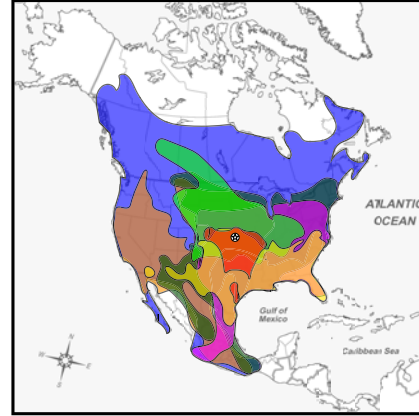 ATLANTIC
OCEAN
Gulf of
Mexico
Caribbean Sea
N
W
E
S